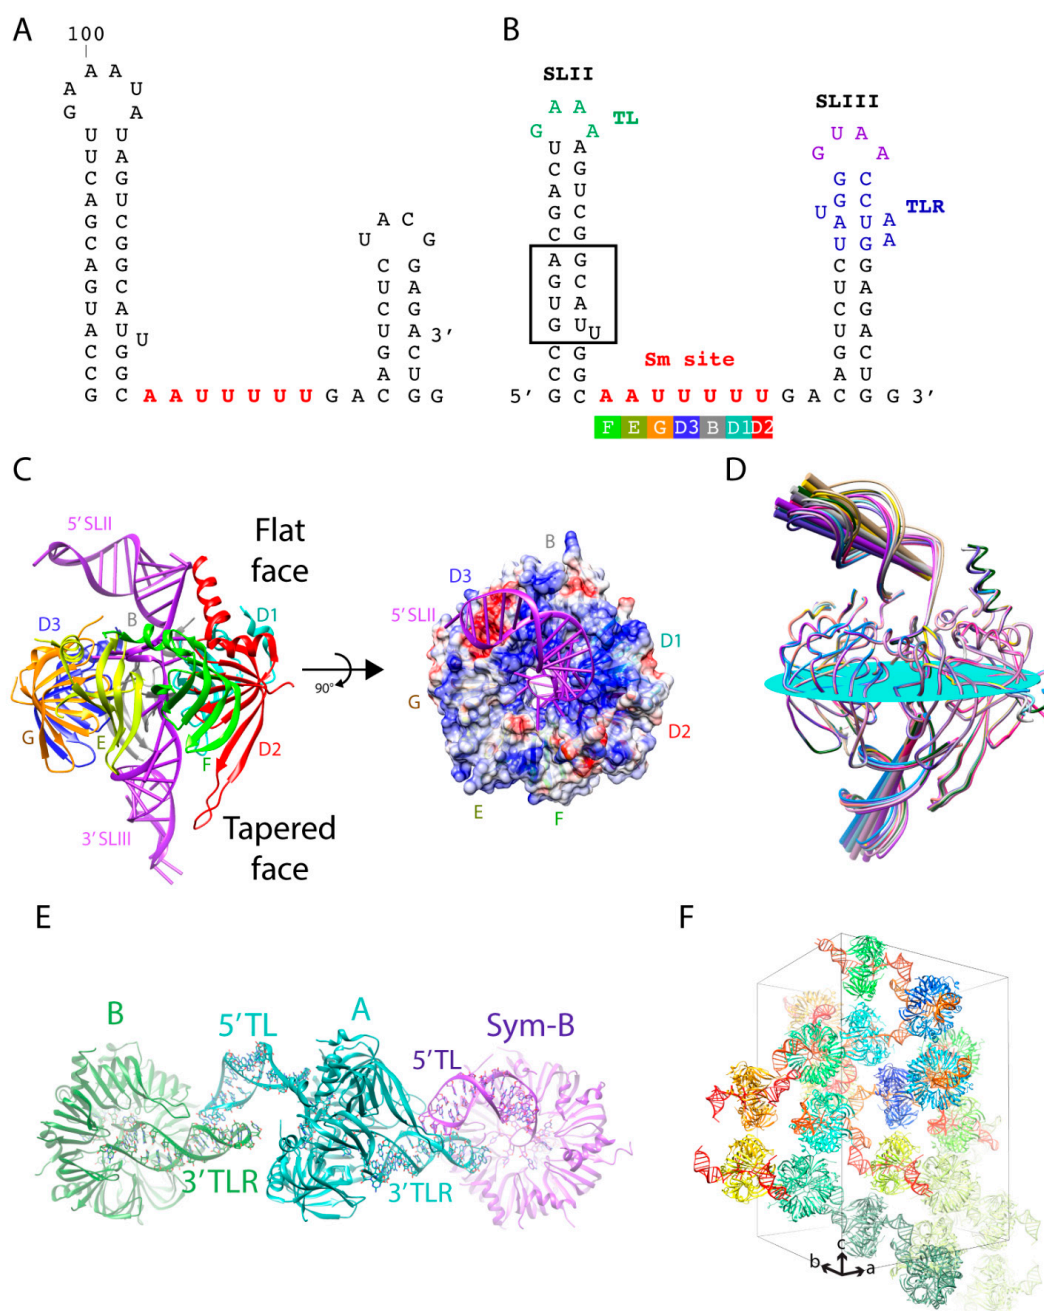 A
100
A A
A U
G A
U U
U A
C G
A U
G C
C G
A G
G C
U A
A U
C G U
C G
A C
U G
C G
U A
C G
U A 3'
G C
A U
G C A A U U U U U G A C G G
B
SLII
A A
G A A
TL
U A
C G
A U
G C
C G
A G
G C
U A
G U U
C G
C G
SLIII
U A A
G A
G C
G C
U A U A TLR
A
U G
C G
U A
C G
U A
G C
A U
Sm site
5' G C A A U U U U U G A C G G 3'
F E G D3 B D1 D2
C
5' SLII
Flat
face
D3
B
D1
G
E
F
D2
3' SLIII
Tapered
face
90°
B
D3
5' SLII
D1
G
D2
E
F
D
E
B
5'TL
A
Sym-B
5'TL
3'TLR
3'TLR
F
c
b
a